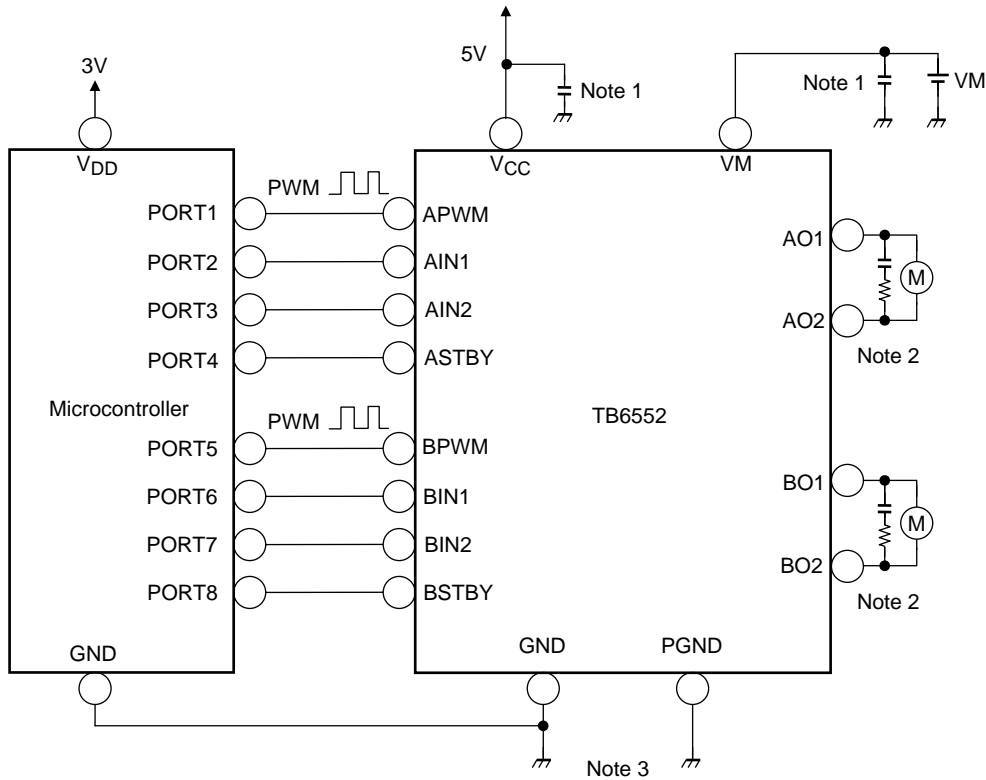 5V
3V
Note 1
Note 1
VM
VDD
VCC
VM
PORT1
PWM
APWM
PORT2
AIN1
PORT3
AIN2
PORT4
ASTBY
AO1
M
AO2
Note 2
Microcontroller
TB6552
PORT5
PWM
BPWM
PORT6
BIN1
PORT7
BIN2
PORT8
BSTBY
BO1
M
BO2
Note 2
GND
GND
PGND
Note 3